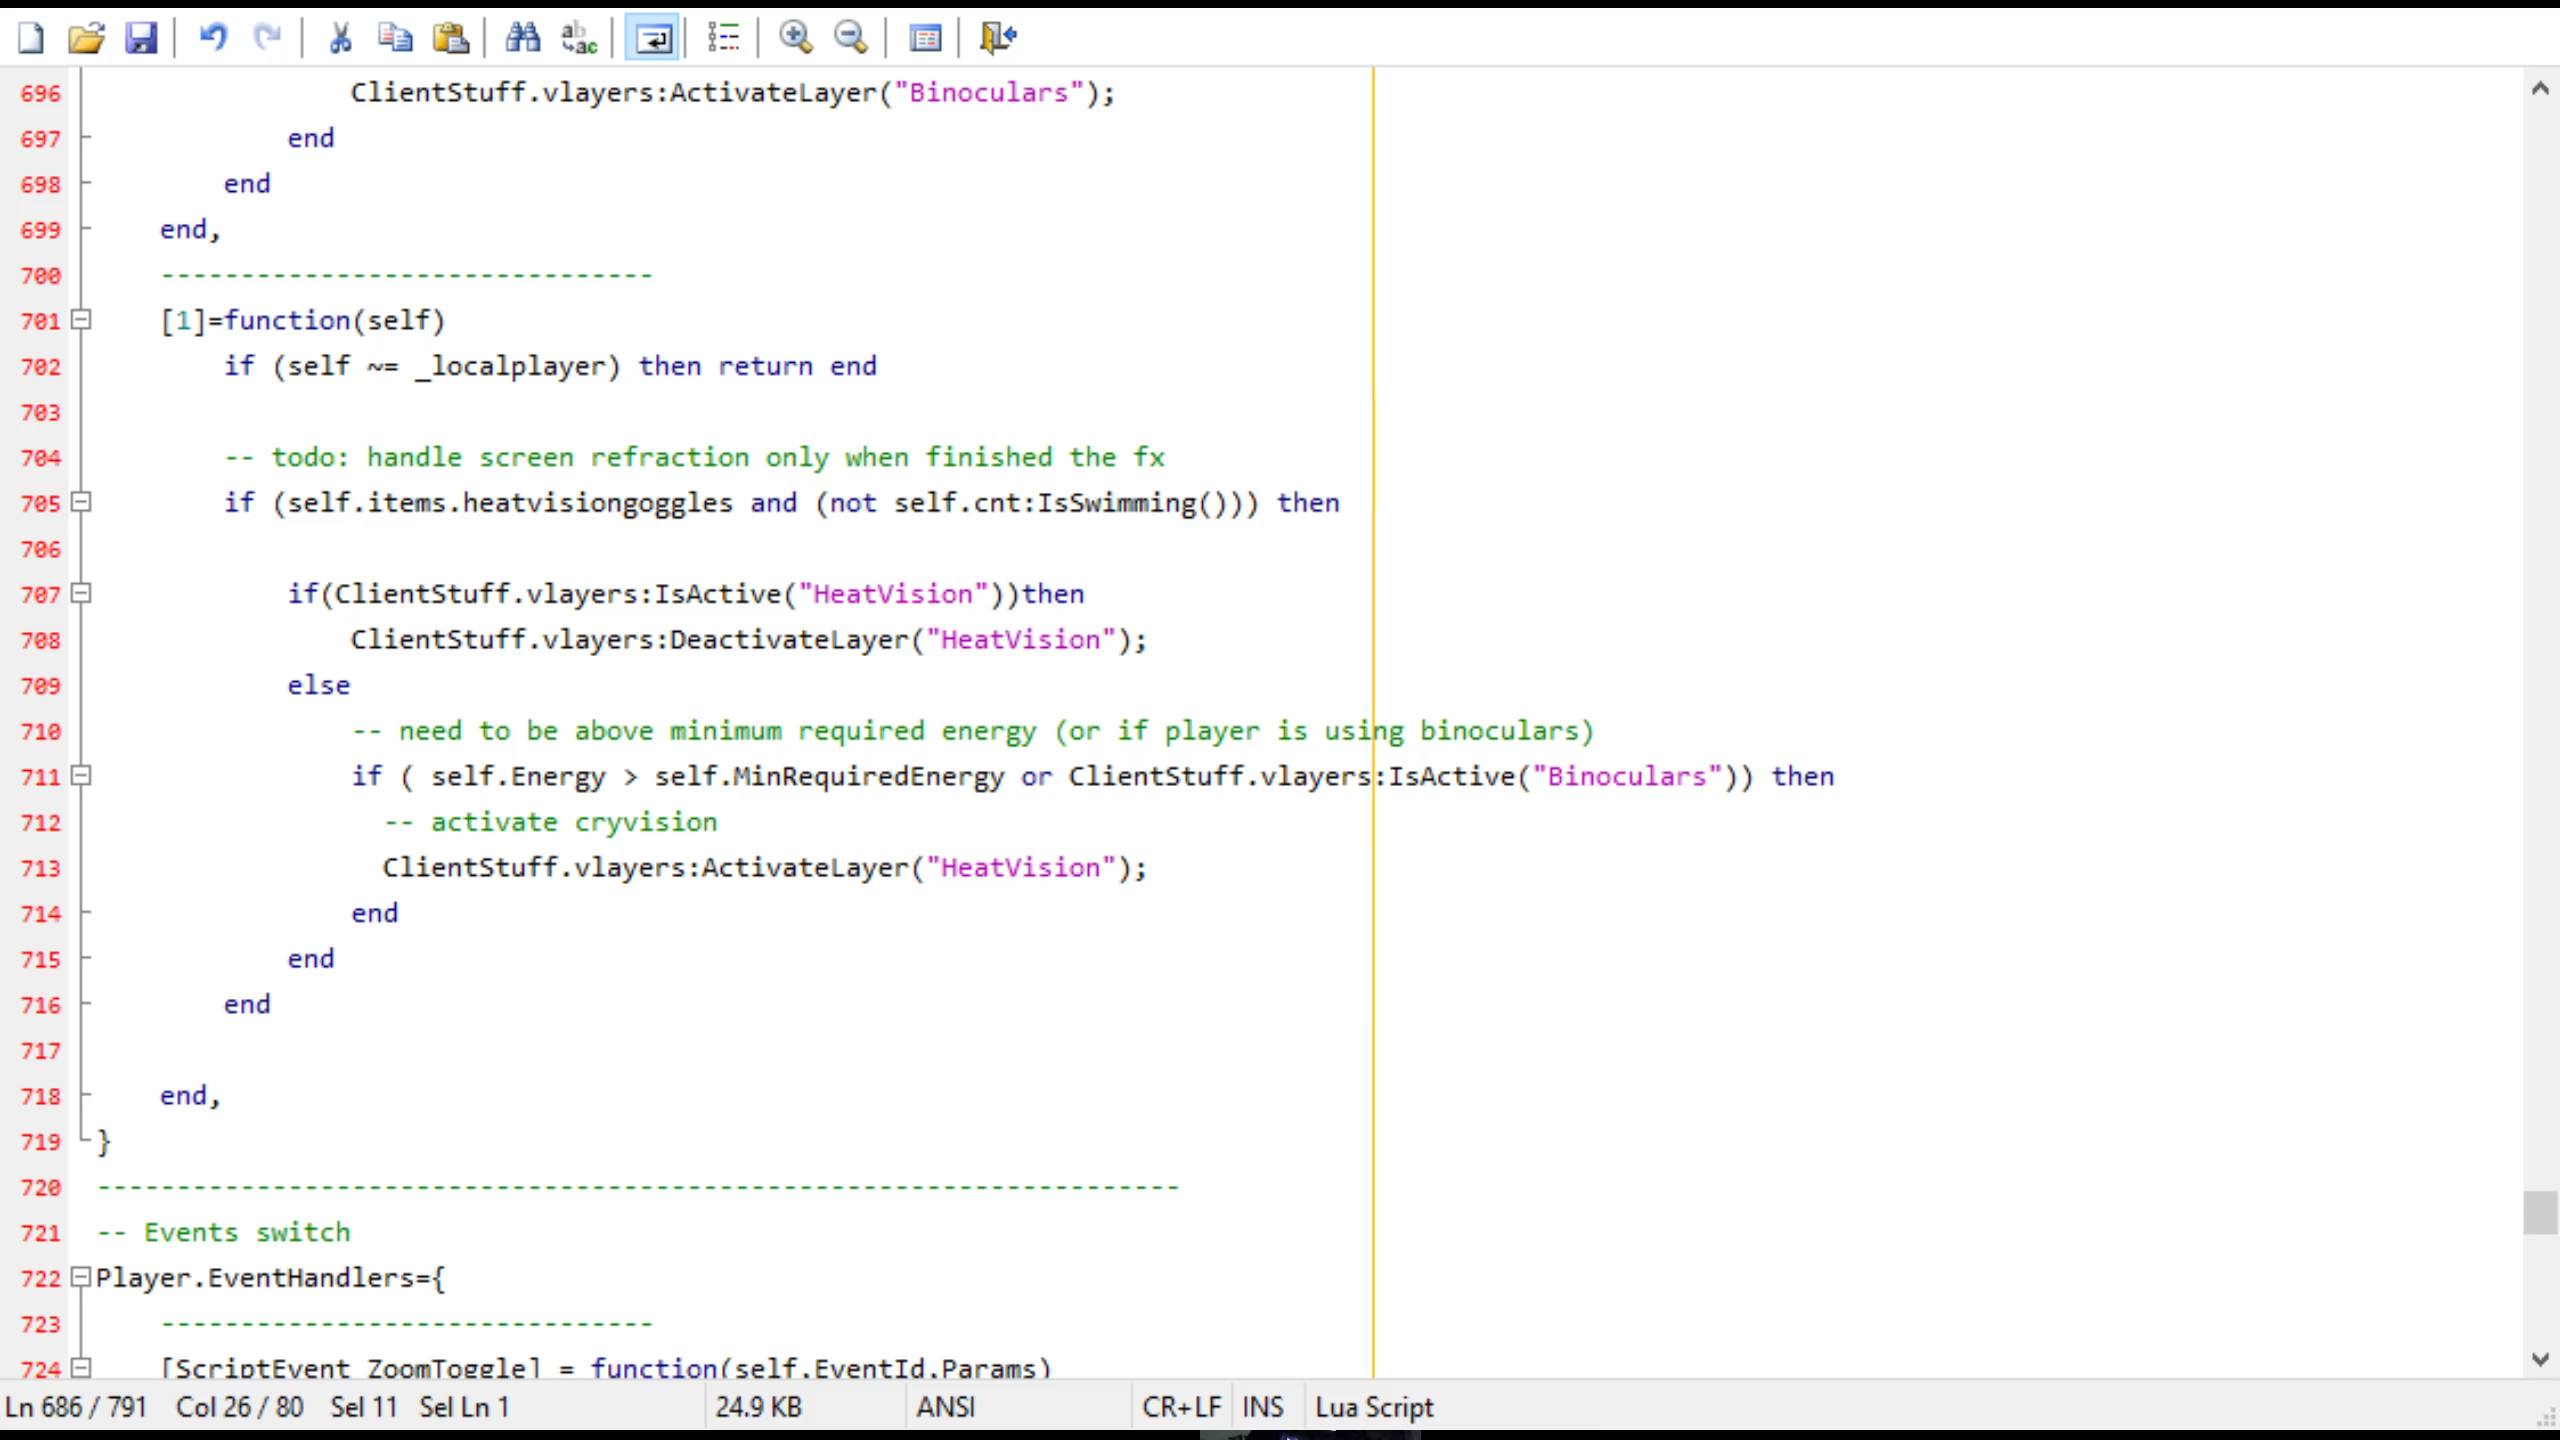 696 ClientStuff.vlayers:ActivateLayer("Binoculars");
697 end
698 end
699 end,
700 -------------------------------
701 [1]=function(self)
702 if (self ~= _localplayer) then return end
703
704 -- todo: handle screen refraction only when finished the fx
705 if (self.items.heatvisiongoggles and (not self.cnt:IsSwimming())) then
706
707 if(ClientStuff.vlayers:IsActive("HeatVision"))then
708 ClientStuff.vlayers:DeactivateLayer("HeatVision");
709 else
710 -- need to be above minimum required energy (or if player is using binoculars)
711 if ( self.Energy > self.MinRequiredEnergy or ClientStuff.vlayers:IsActive("Binoculars")) then
712 -- activate cryvision
713 ClientStuff.vlayers:ActivateLayer("HeatVision");
714 end
715 end
716 end
717
718 end,
719 }
720 --------------------------------------------------------------------
721 -- Events switch
722 Player.EventHandlers={
723 -------------------------------
724 [ScriptEvent_ZoomToggle] = function(self,EventId,Params)
Ln 686 / 791 Col 26 / 80 Sel 11 Sel Ln 1 24.9 KB ANSI CR+LF INS Lua Script